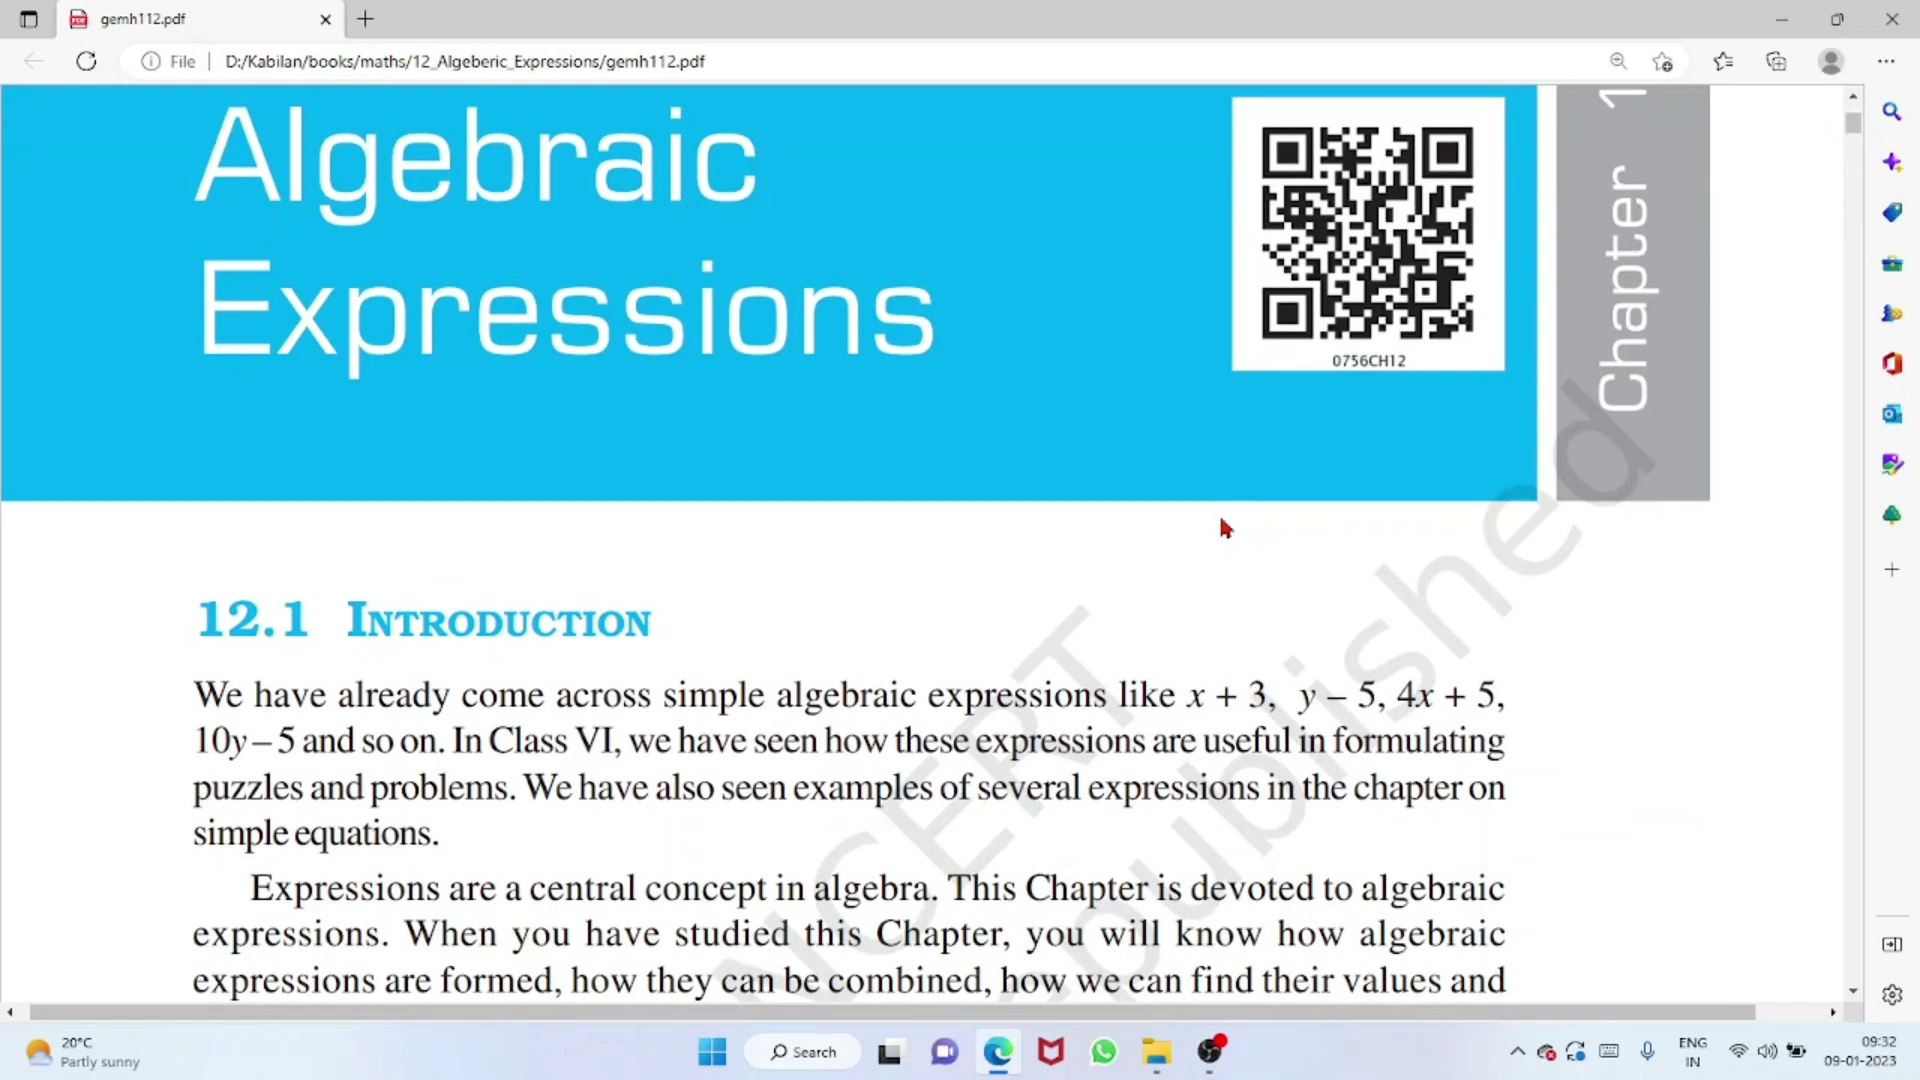 gemh112.pdf
File
D:/Kabilan/books/maths/12_Algeberic_Expressions/gemh112.pdf
Algebraic
Expressions
0756CH12
Chapter 1
12.1 INTRODUCTION
We have already come across simple algebraic expressions like x + 3, y – 5, 4x + 5,
10y – 5 and so on. In Class VI, we have seen how these expressions are useful in formulating
puzzles and problems. We have also seen examples of several expressions in the chapter on
simple equations.
Expressions are a central concept in algebra. This Chapter is devoted to algebraic
expressions. When you have studied this Chapter, you will know how algebraic
expressions are formed, how they can be combined, how we can find their values and
NCERT
published
20°C
Partly sunny
Search
ENG
IN
09:32
09-01-2023